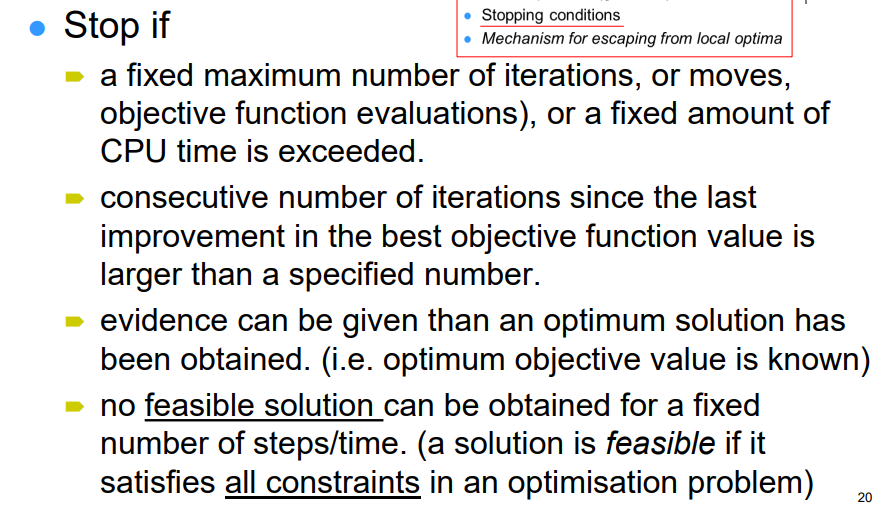 Stopping conditions
Mechanism for escaping from local optima
Stop if
a fixed maximum number of iterations, or moves,
objective function evaluations), or a fixed amount of
CPU time is exceeded.
consecutive number of iterations since the last
improvement in the best objective function value is
larger than a specified number.
evidence can be given than an optimum solution has
been obtained. (i.e. optimum objective value is known)
no feasible solution can be obtained for a fixed
number of steps/time. (a solution is feasible if it
satisfies all constraints in an optimisation problem)
20